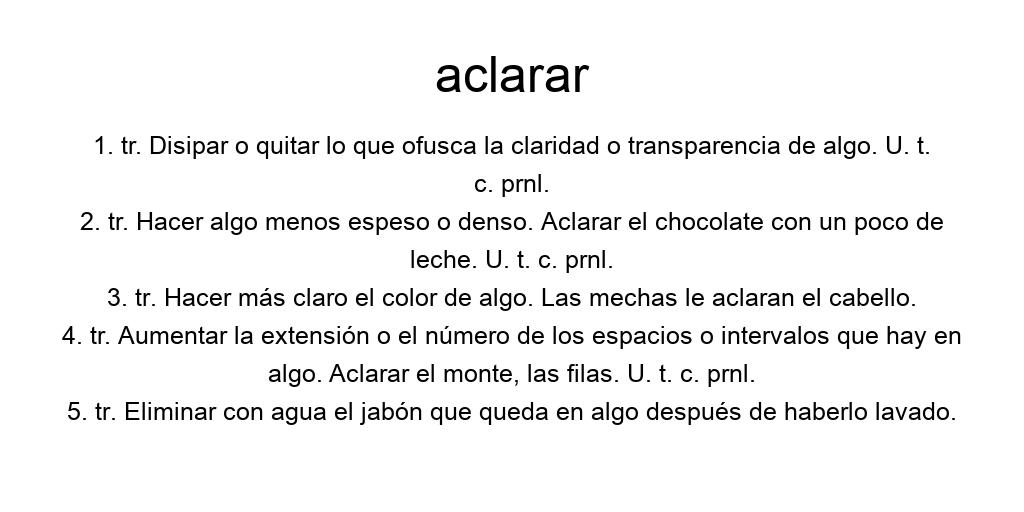 aclarar
1. tr. Disipar o quitar lo que ofusca la claridad o transparencia de algo. U. t.
c. prnl.
2. tr. Hacer algo menos espeso o denso. Aclarar el chocolate con un poco de
leche. U. t. c. prnl.
3. tr. Hacer más claro el color de algo. Las mechas le aclaran el cabello.
4. tr. Aumentar la extensión o el número de los espacios o intervalos que hay en
algo. Aclarar el monte, las filas. U. t. c. prnl.
5. tr. Eliminar con agua el jabón que queda en algo después de haberlo lavado.